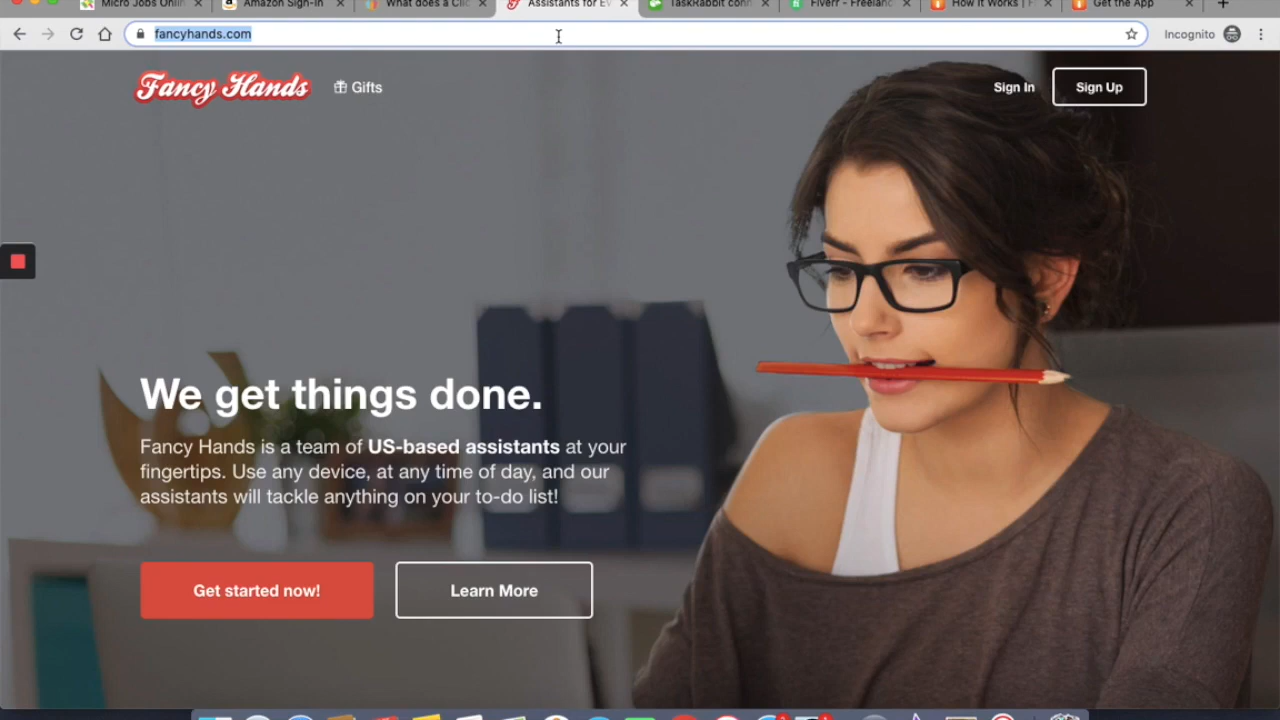 Micro Jobs Onlin
Amazon Sign-In
What does a Clic
Assistants for Ev
TaskRabbit conn
Fiverr - Freelanc
How It Works | F
Get the App
fancyhands.com
Incognito
Fancy Hands
Gifts
Sign In
Sign Up
We get things done.
Fancy Hands is a team of US-based assistants at your
fingertips. Use any device, at any time of day, and our
assistants will tackle anything on your to-do list!
Get started now!
Learn More